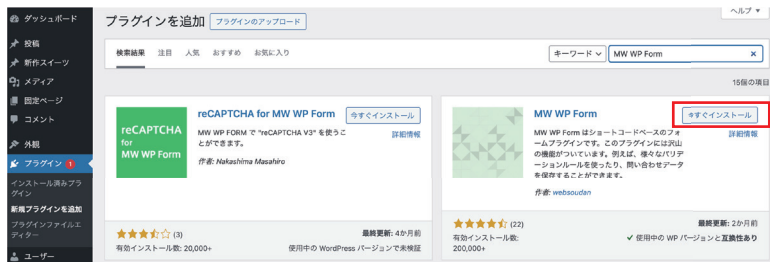 ダッシュボード
投稿
新作スイーツ
メディア
固定ページ
コメント
外観
プラグイン 1
インストール済みプラ
グイン
新規プラグインを追加
プラグインファイルエ
ディター
ユーザー
ヘルプ ▼
プラグインを追加 プラグインのアップロード
検索結果 注目 人気 おすすめ お気に入り
キーワード MW WP Form ×
15個の項目
reCAPTCHA
for
MW WP Form
reCAPTCHA for MW WP Form
今すぐインストール
詳細情報
MW WP FORM で "reCAPTCHA V3" を使うこ
とができます。
作者: Nakashima Masahiro
(3)
有効インストール数: 20,000+
最終更新: 4か月前
使用中の WordPress バージョンで未検証
MW WP Form
今すぐインストール
詳細情報
MW WP Form はショートコードベースのフォ
ームプラグインです。このプラグインには沢山
の機能がついています。例えば、様々なバリデ
ーションルールを使ったり、問い合わせデータ
を保存することができます。
作者: websoudan
(22)
有効インストール数:
200,000+
最終更新: 2か月前
✓ 使用中の WP バージョンと互換性あり